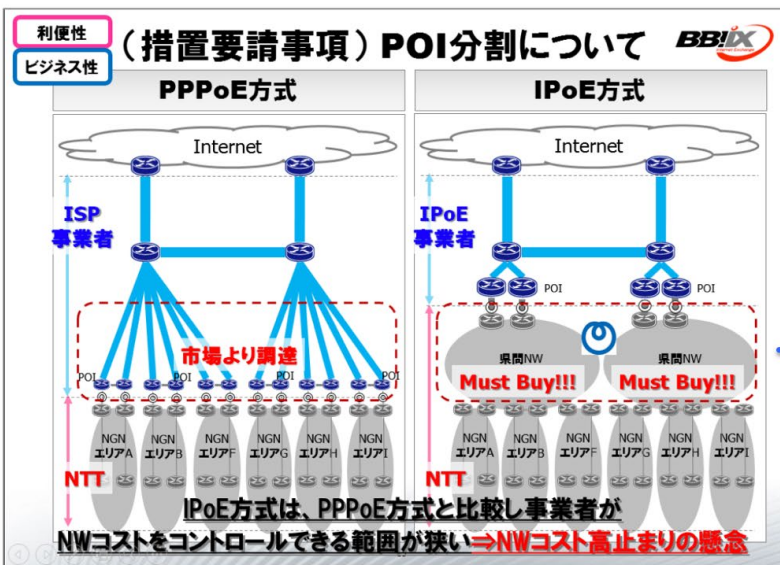 利便性
ビジネス性
（措置要請事項）POI分割について
BBIX
Internet Exchange
PPPoE方式
IPoE方式
Internet
Internet
ISP
事業者
IPoE
事業者
POI
POI
市場より調達
POI
POI
POI
POI
県間NW
Must Buy!!!
県間NW
Must Buy!!!
NGN
エリアA
NGN
エリアB
NGN
エリアF
NGN
エリアG
NGN
エリアH
NGN
エリアI
NGN
エリアA
NGN
エリアB
NGN
エリアF
NGN
エリアG
NGN
エリアH
NGN
エリアI
NTT
NTT
IPoE方式は、PPPoE方式と比較し事業者が
NWコストをコントロールできる範囲が狭い⇒NWコスト高止まりの懸念